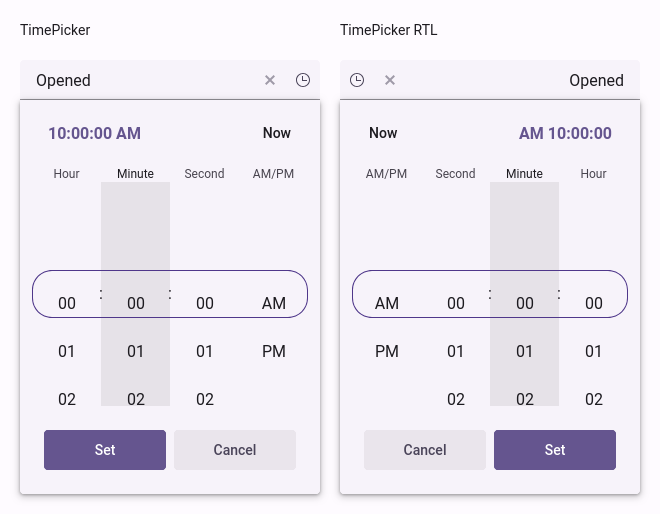 TimePicker
Opened
10:00:00 AM Now
Hour Minute Second AM/PM
00 : 00 : 00 AM
01 01 01 PM
02 02 02
Set Cancel
TimePicker RTL
Opened
Now AM 10:00:00
AM/PM Second Minute Hour
AM 00 : 00 : 00
PM 01 01 01
02 02 02
Cancel Set